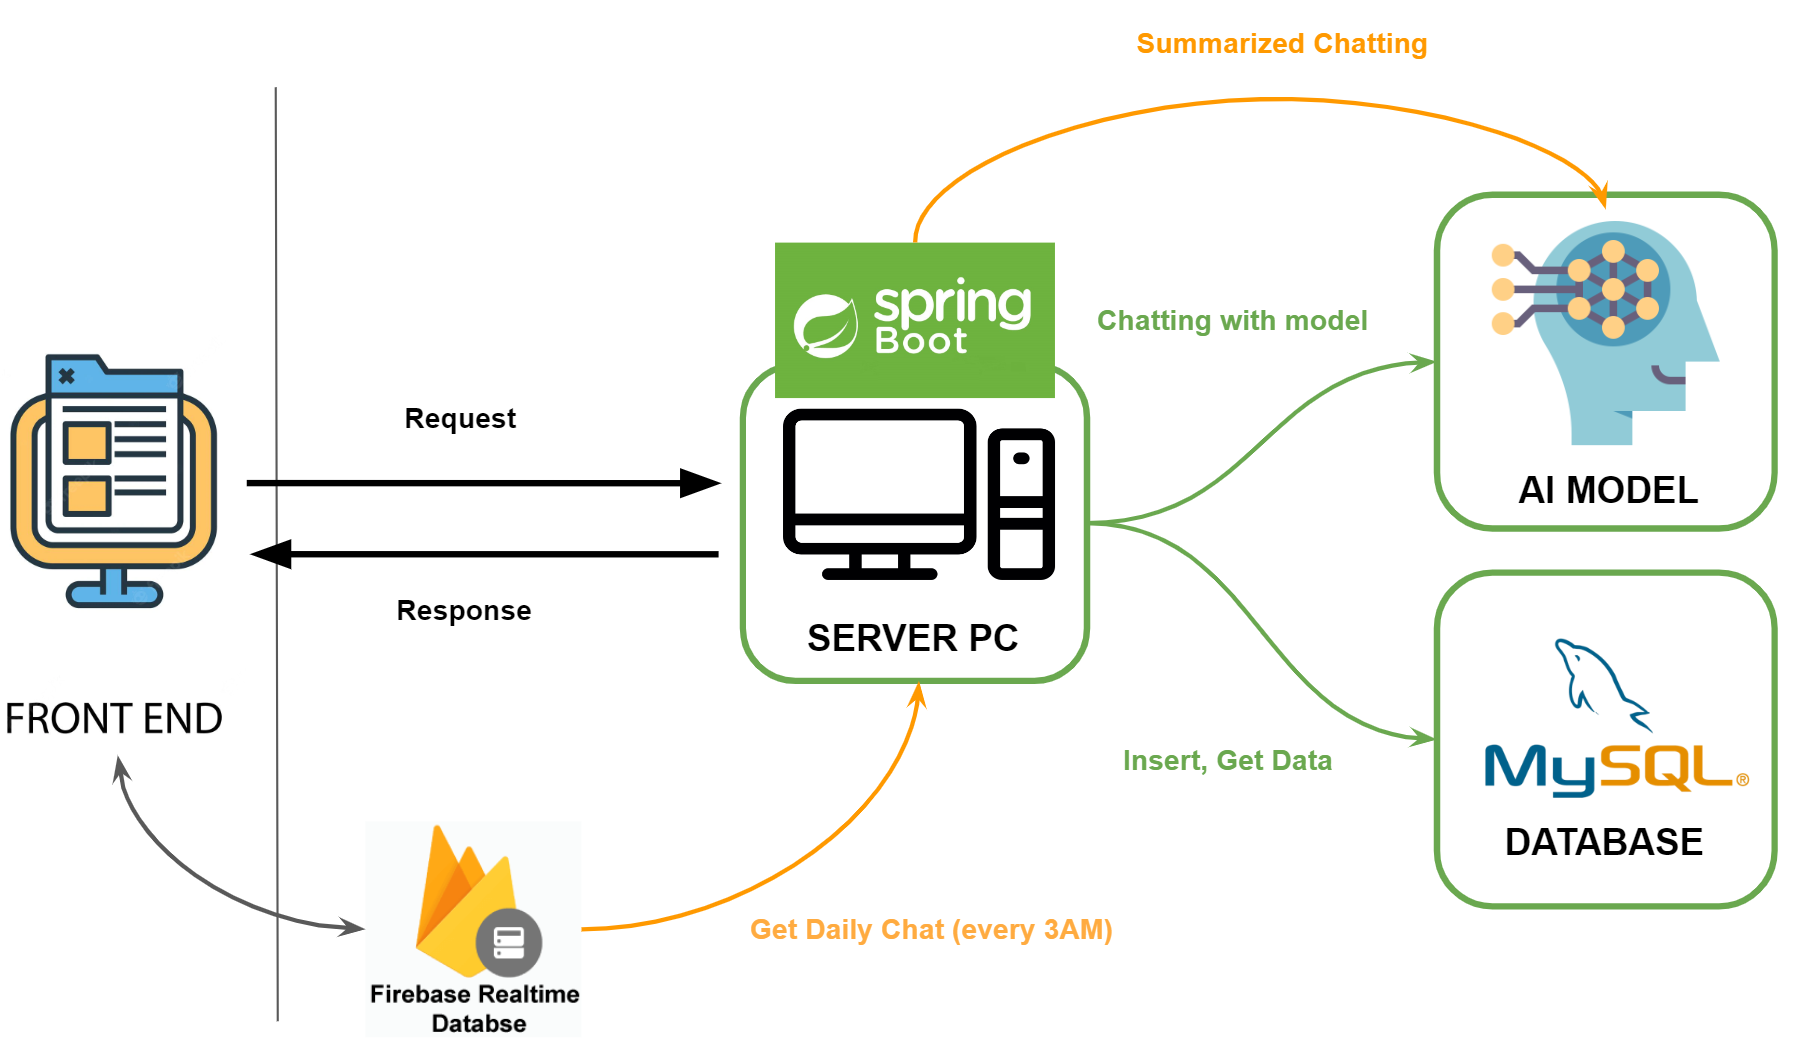 Summarized Chatting
spring
Boot
Chatting with model
Request
AI MODEL
Response
SERVER PC
FRONT END
Insert, Get Data
MySQL®
DATABASE
Get Daily Chat (every 3AM)
Firebase Realtime
Databse